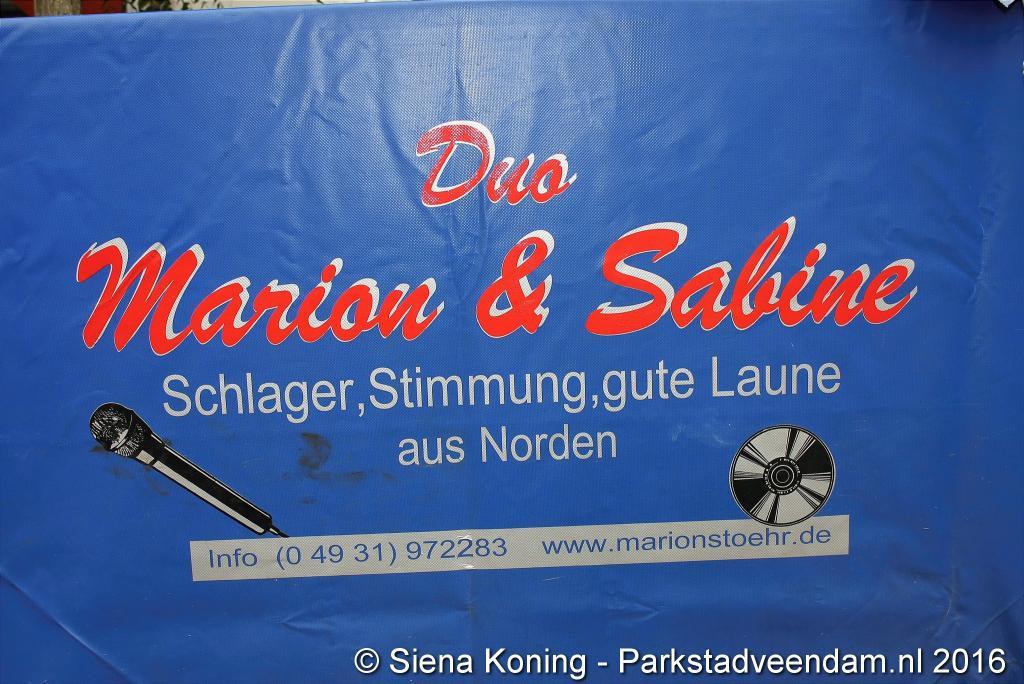 Duo
Marion & Sabine
Schlager,Stimmung,gute Laune
aus Norden
Info (0 49 31) 972283 www.marionstoehr.de
© Siena Koning - Parkstadveendam.nl 2016